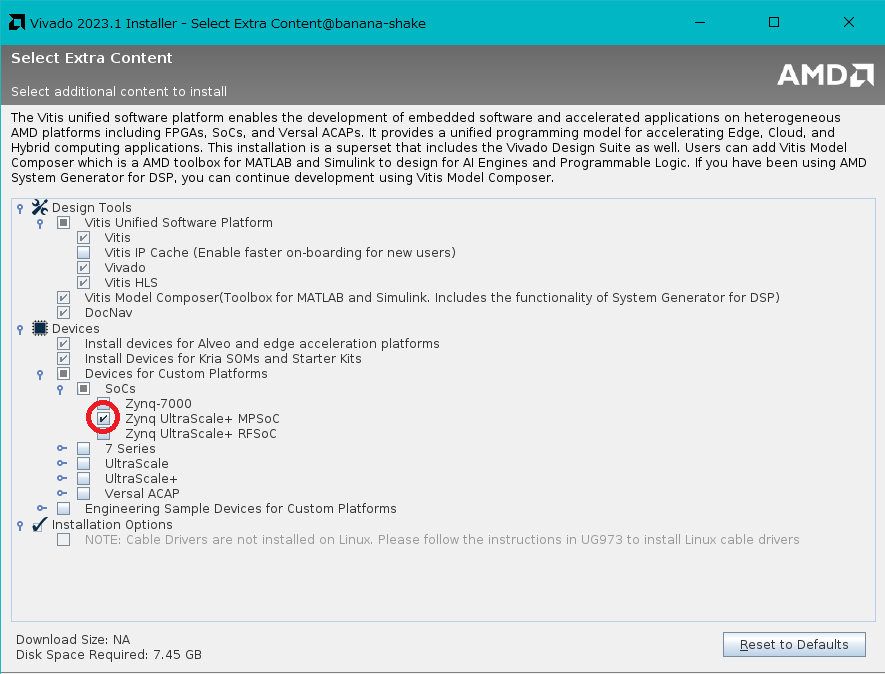 Vivado 2023.1 Installer - Select Extra Content@banana-shake
Select Extra Content
Select additional content to install
AMD
The Vitis unified software platform enables the development of embedded software and accelerated applications on heterogeneous
AMD platforms including FPGAs, SoCs, and Versal ACAPs. It provides a unified programming model for accelerating Edge, Cloud, and
Hybrid computing applications. This installation is a superset that includes the Vivado Design Suite as well. Users can add Vitis Model
Composer which is a AMD toolbox for MATLAB and Simulink to design for AI Engines and Programmable Logic. If you have been using AMD
System Generator for DSP, you can continue development using Vitis Model Composer.
Design Tools
Vitis Unified Software Platform
Vitis
Vitis IP Cache (Enable faster on-boarding for new users)
Vivado
Vitis HLS
Vitis Model Composer(Toolbox for MATLAB and Simulink. Includes the functionality of System Generator for DSP)
DocNav
Devices
Install devices for Alveo and edge acceleration platforms
Install Devices for Kria SOMs and Starter Kits
Devices for Custom Platforms
SoCs
Zynq-7000
Zynq UltraScale+ MPSoC
Zynq UltraScale+ RFSoC
7 Series
UltraScale
UltraScale+
Versal ACAP
Engineering Sample Devices for Custom Platforms
Installation Options
NOTE: Cable Drivers are not installed on Linux. Please follow the instructions in UG973 to install Linux cable drivers
Download Size: NA
Disk Space Required: 7.45 GB
Reset to Defaults